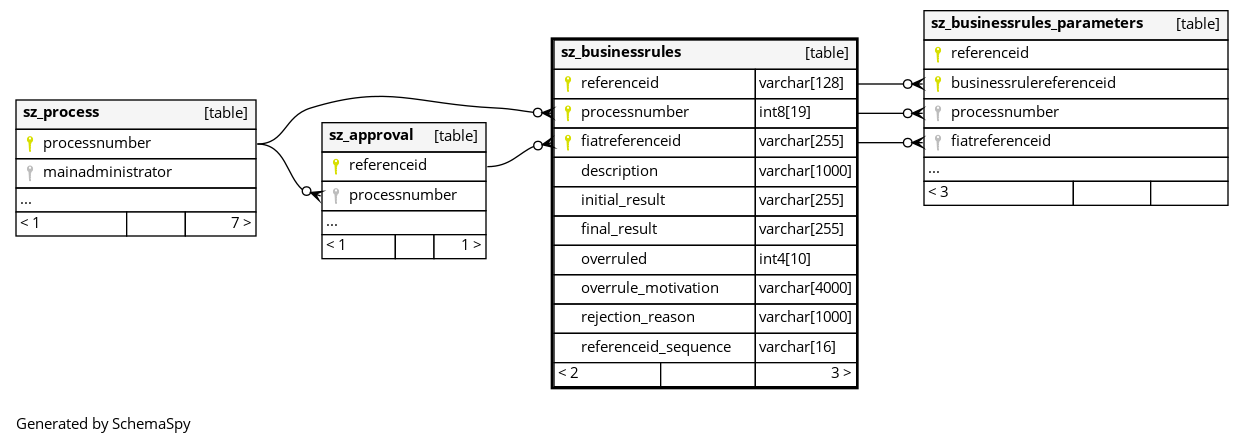 sz_process [table]
processnumber
mainadministrator
...
< 1 7 >
sz_approval [table]
referenceid
processnumber
...
< 1 1 >
sz_businessrules [table]
referenceid varchar[128]
processnumber int8[19]
fiatreferenceid varchar[255]
description varchar[1000]
initial_result varchar[255]
final_result varchar[255]
overruled int4[10]
overrule_motivation varchar[4000]
rejection_reason varchar[1000]
referenceid_sequence varchar[16]
< 2 3 >
sz_businessrules_parameters [table]
referenceid
businessrulereferenceid
processnumber
fiatreferenceid
...
< 3
Generated by SchemaSpy